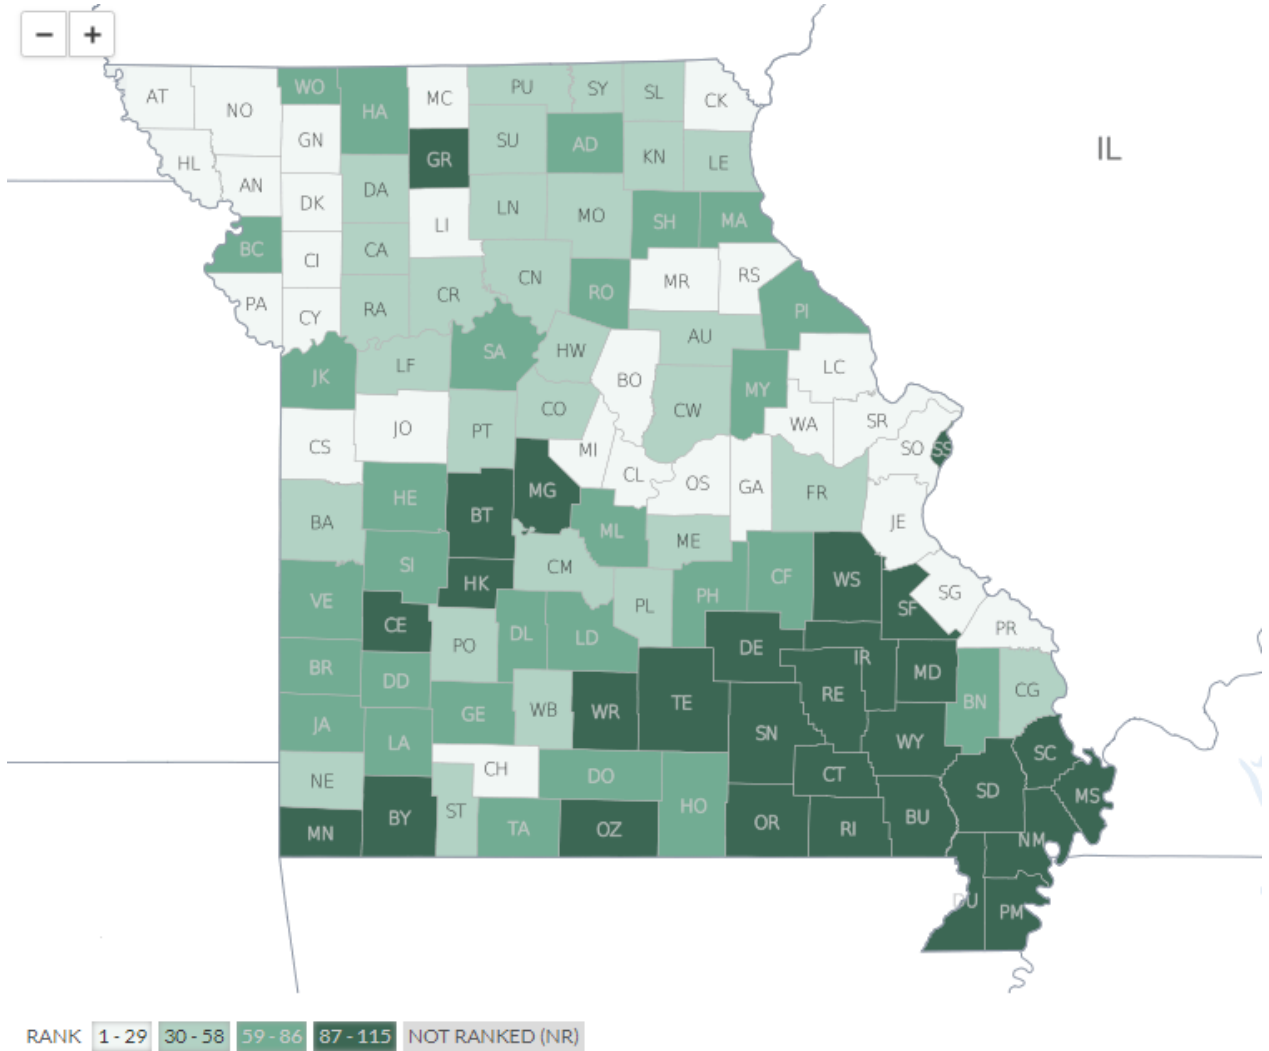 − +
WO PU SY SL
AT NO HA MC CK
GN SU AD
HL GR KN LE
AN DK DA
LN MO
LI SH MA
BC CI CA
CN MR RS
PA CY RA CR RO
PI
SA HW AU
JK LF LC
BO MY
CO CW WA SR
CS JO PT
MI SO SS
CL
MG OS GA FR
HE BT
BA ML JE
ME
SI CM
HK CF WS
VE PL PH SG
CE SF
PO DL LD PR
DE
BR IR MD
DD RE CG
TE BN
JA GE WB WR
LA SN WY
CH SC
NE DO CT
SD MS
ST HO
MN BY TA OZ OR RI BU
NM
DU PM
IL
RANK 1 - 29 30 - 58 59 - 86 87 - 115 NOT RANKED (NR)